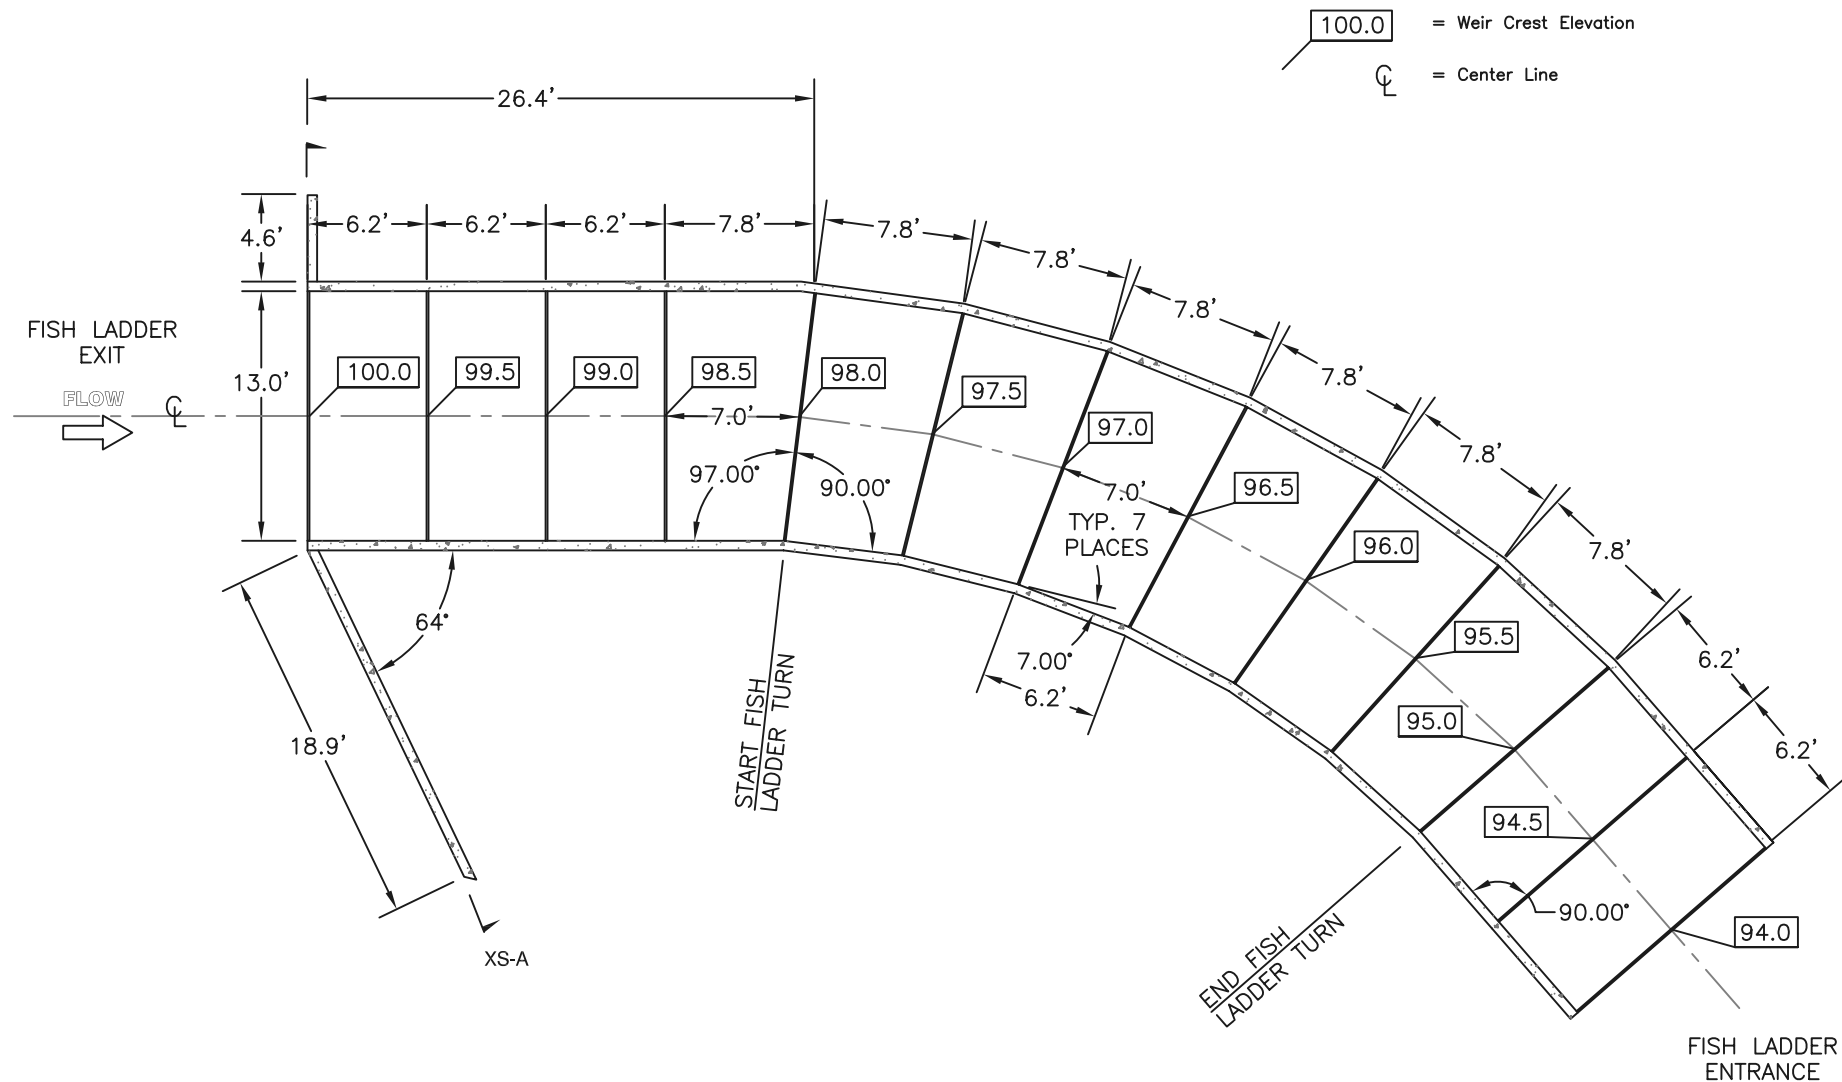 100.0 = Weir Crest Elevation
℄ = Center Line
26.4'
6.2' 6.2' 6.2' 7.8'
4.6'
7.8'
7.8'
7.8'
7.8'
7.8'
7.8'
6.2'
6.2'
FISH LADDER
EXIT
FLOW
℄
13.0'
100.0
99.5
99.0
98.5
98.0
97.5
97.0
96.5
96.0
95.5
95.0
94.5
94.0
7.0'
97.00°
90.00°
7.0'
TYP. 7
PLACES
7.00°
6.2'
64°
18.9'
XS-A
START FISH
LADDER TURN
END FISH
LADDER TURN
90.00°
FISH LADDER
ENTRANCE